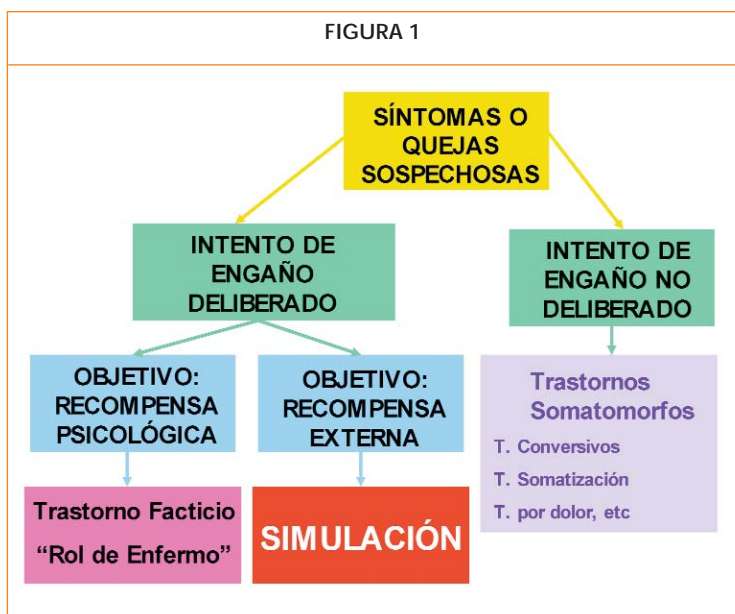 FIGURA 1
SÍNTOMAS O
QUEJAS
SOSPECHOSAS
INTENTO DE
ENGAÑO
DELIBERADO
INTENTO DE
ENGAÑO NO
DELIBERADO
OBJETIVO:
RECOMPENSA
PSICOLÓGICA
OBJETIVO:
RECOMPENSA
EXTERNA
Trastornos
Somatomorfos
T. Conversivos
T. Somatización
T. por dolor, etc
Trastorno Facticio
“Rol de Enfermo”
SIMULACIÓN